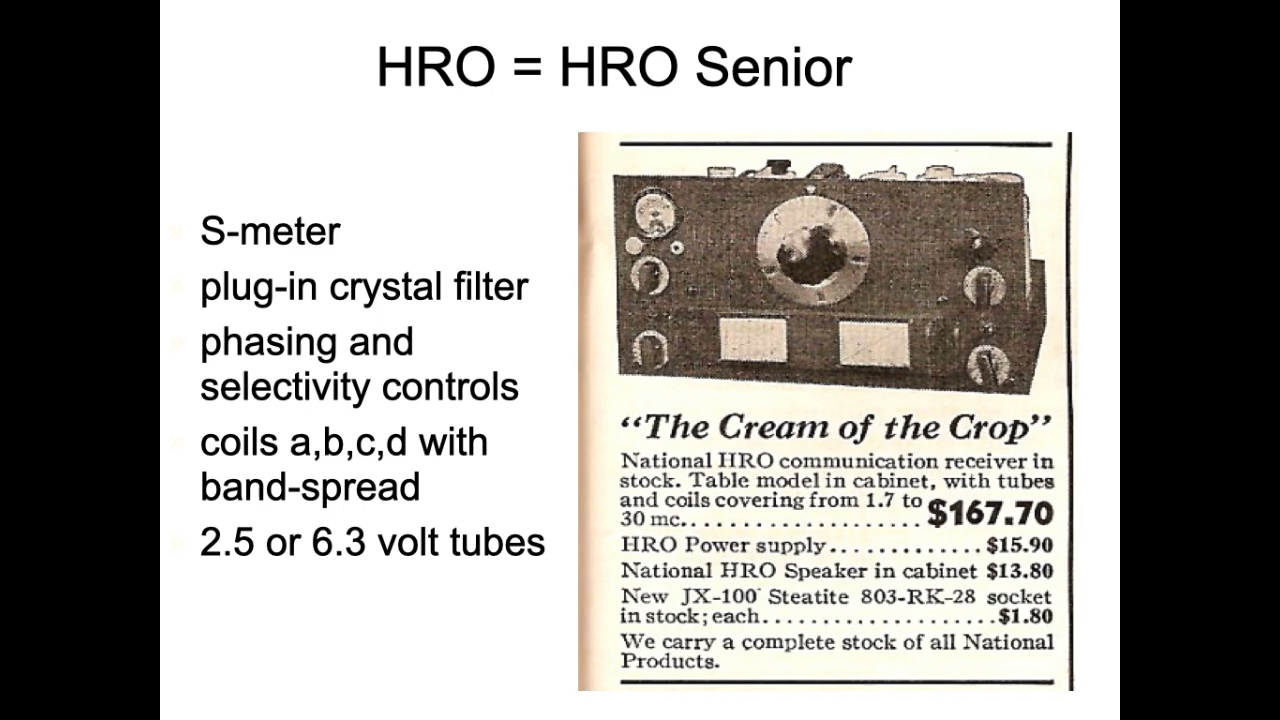 HRO = HRO Senior
S-meter
plug-in crystal filter
phasing and
selectivity controls
coils a,b,c,d with
band-spread
2.5 or 6.3 volt tubes
“The Cream of the Crop”
National HRO communication receiver in
stock. Table model in cabinet, with tubes
and coils covering from 1.7 to
30 mc..................... $167.70
HRO Power supply............. $15.90
National HRO Speaker in cabinet $13.80
New JX-100 Steatite 803-RK-28 socket
in stock; each.....................$1.80
We carry a complete stock of all National
Products.